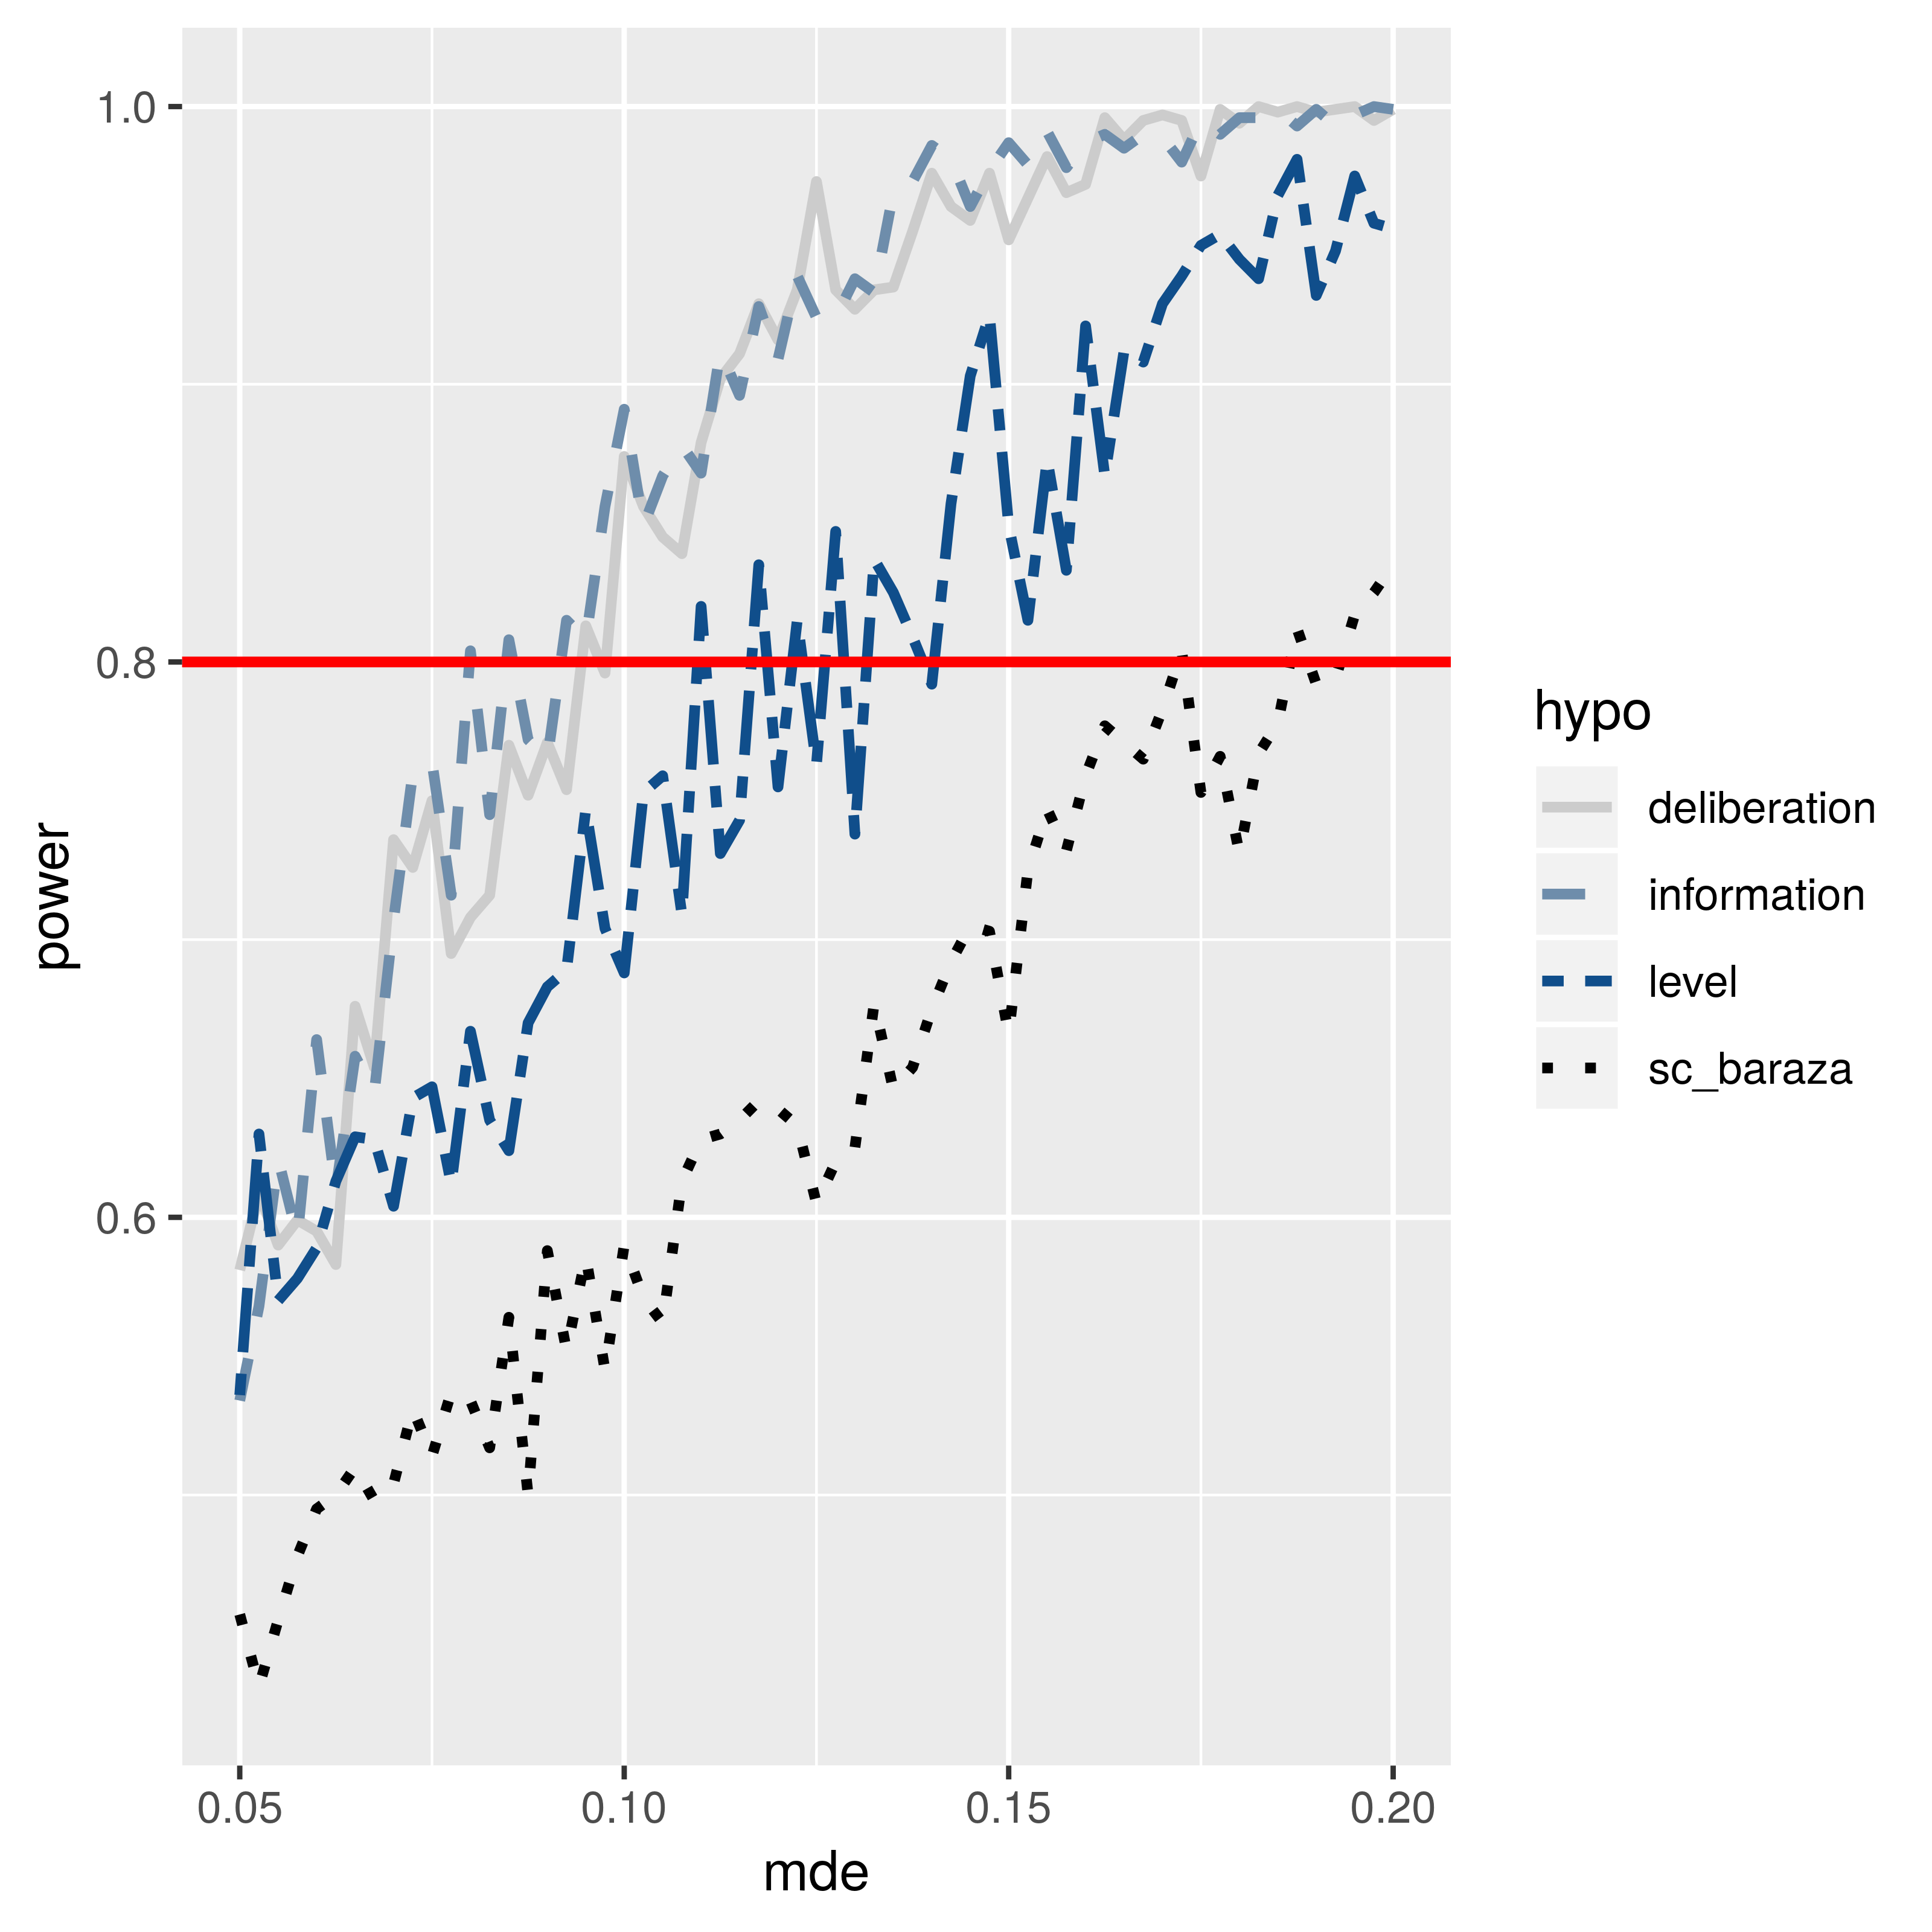 1.0
0.8
0.6
power
0.05
0.10
0.15
0.20
mde
hypo
deliberation
information
level
sc_baraza